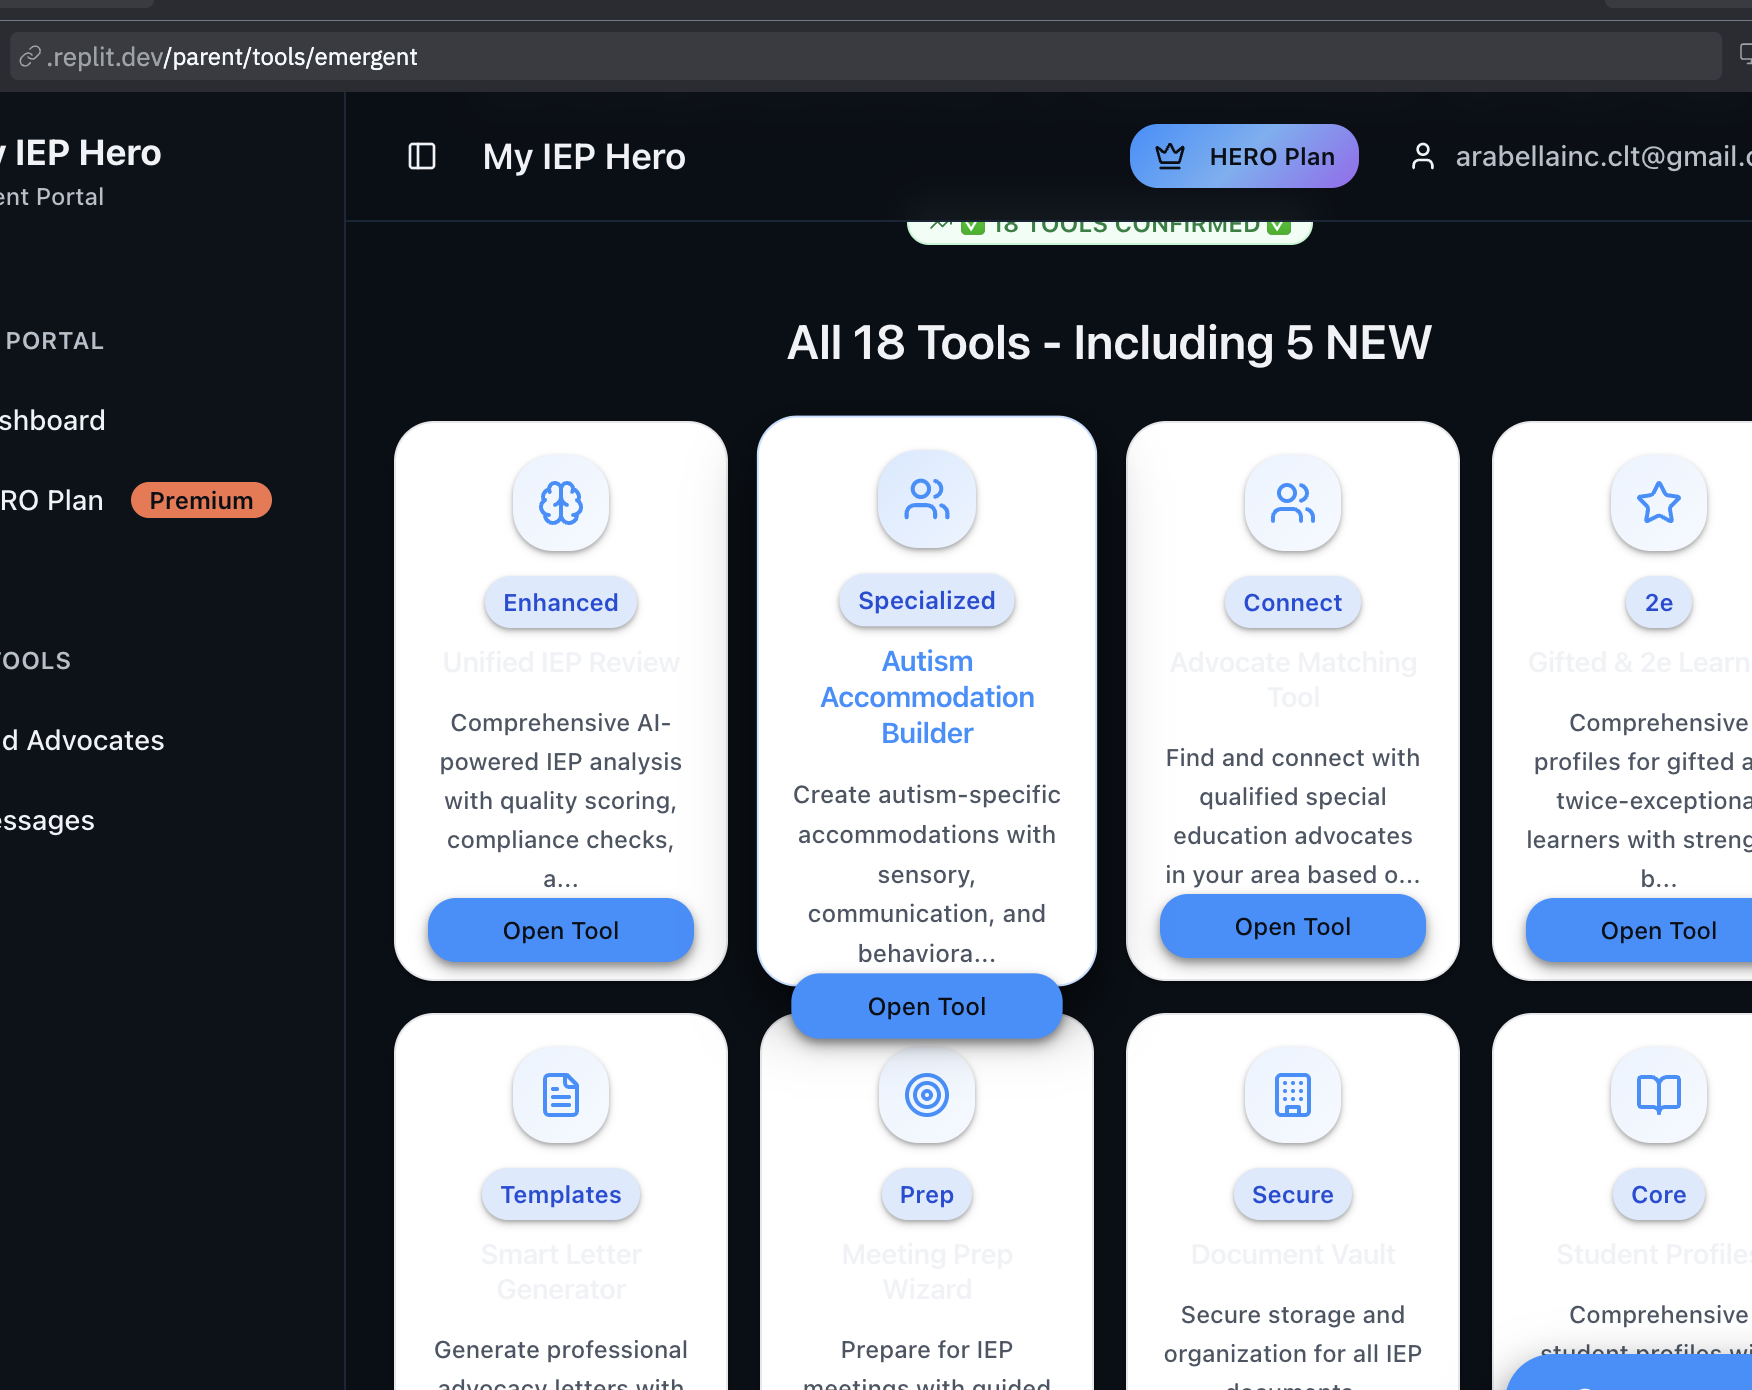 .replit.dev/parent/tools/emergent
IEP Hero
Portal
My IEP Hero
HERO Plan
arabellainc.clt@gmail.
✅ 18 TOOLS CONFIRMED ✅
PORTAL
All 18 Tools - Including 5 NEW
shboard
RO Plan
Premium
OOLS
d Advocates
essages
Enhanced
Unified IEP Review
Comprehensive AI-
powered IEP analysis
with quality scoring,
compliance checks,
a...
Open Tool
Specialized
Autism
Accommodation
Builder
Create autism-specific
accommodations with
sensory,
communication, and
behaviora...
Open Tool
Connect
Advocate Matching
Tool
Find and connect with
qualified special
education advocates
in your area based o...
Open Tool
2e
Gifted & 2e Learn
Comprehensive
profiles for gifted a
twice-exceptiona
learners with streng
b...
Open Tool
Templates
Smart Letter
Generator
Generate professional
advocacy letters with
Prep
Meeting Prep
Wizard
Prepare for IEP
meetings with guided
Secure
Document Vault
Secure storage and
organization for all IEP
documents
Core
Student Profiles
Comprehensive
student profiles wi